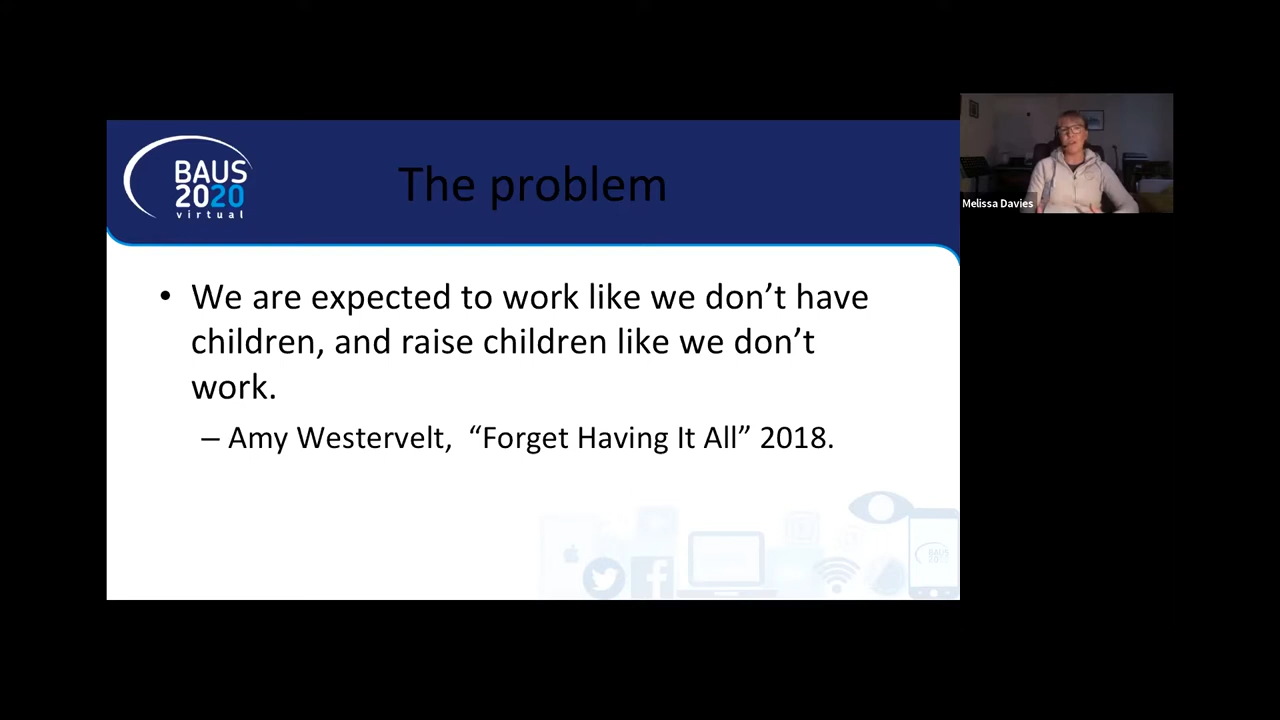 BAUS
2020
virtual
The problem
• We are expected to work like we don’t have
children, and raise children like we don’t
work.
– Amy Westervelt, “Forget Having It All” 2018.
Melissa Davies
BAUS